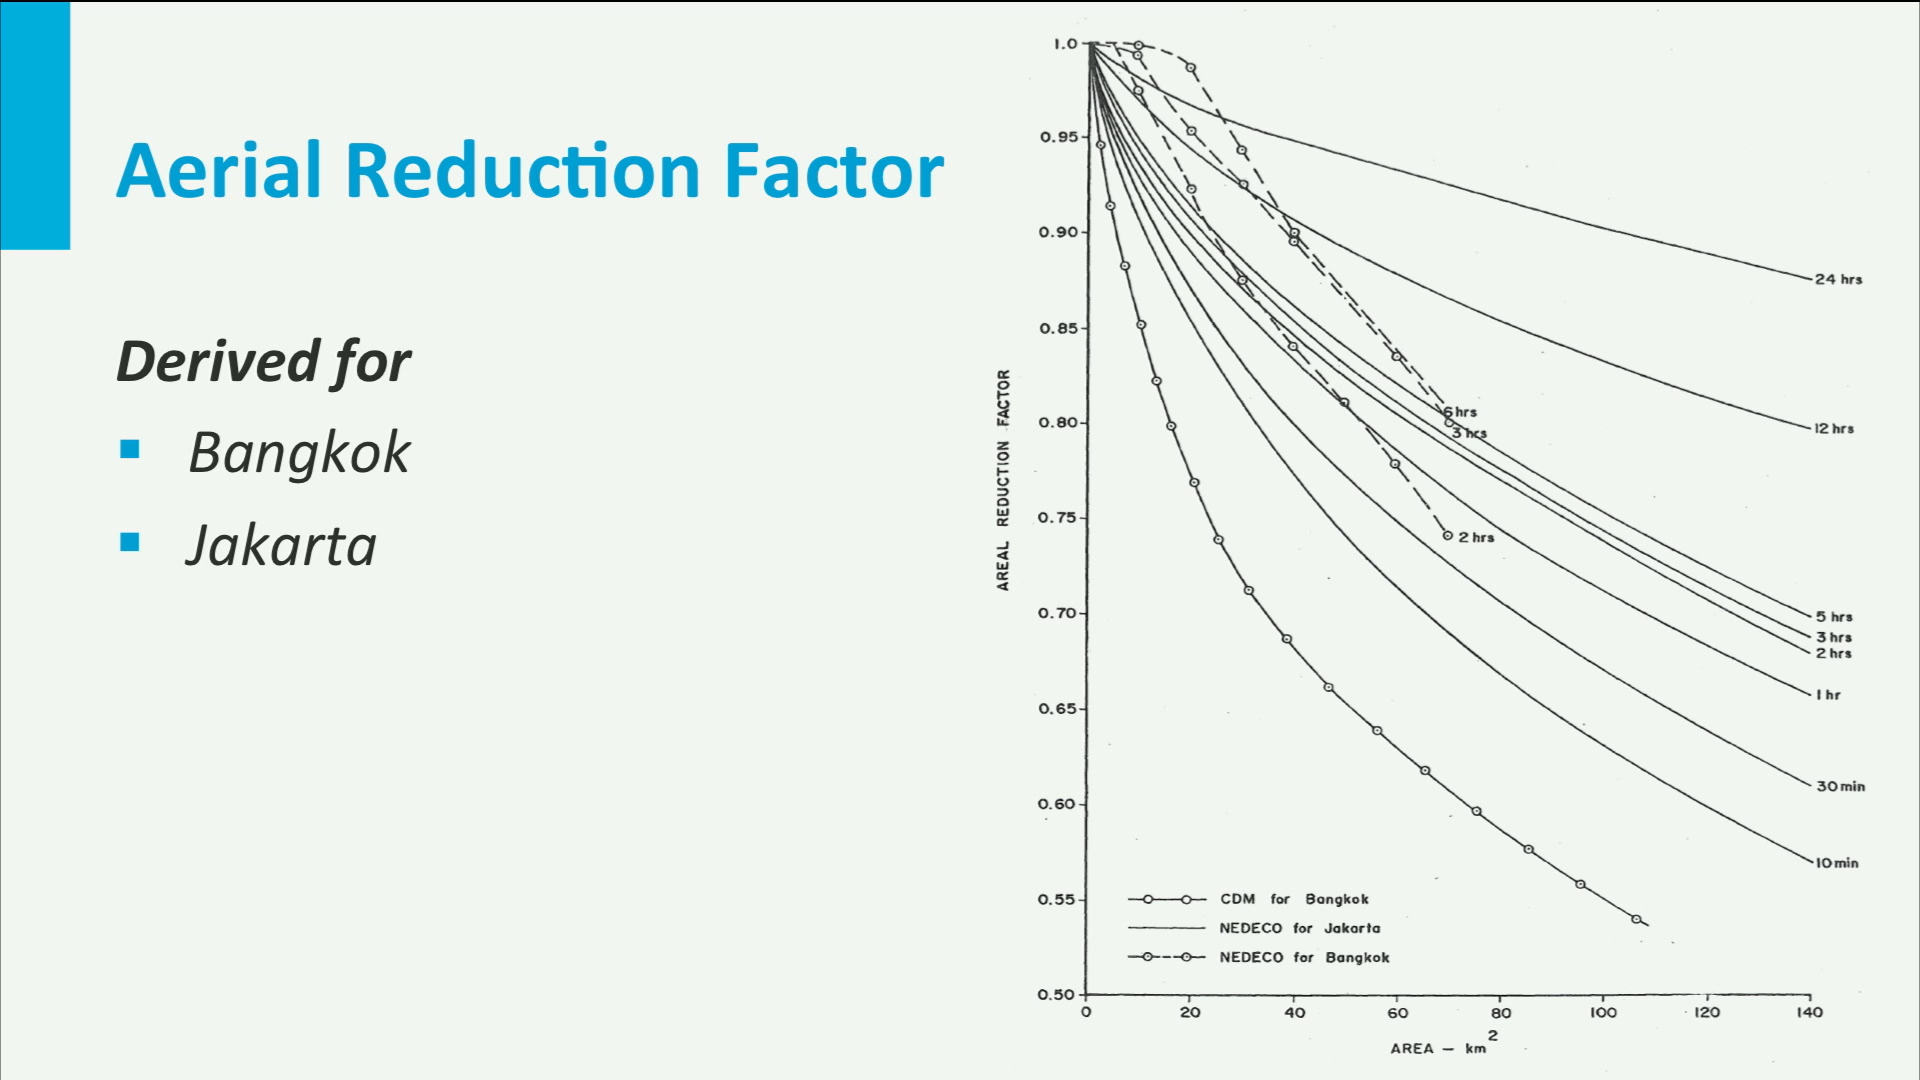 Aerial Reduction Factor
Derived for
Bangkok
Jakarta
AREAL REDUCTION FACTOR
1.0
0.95
0.90
0.85
0.80
0.75
0.70
0.65
0.60
0.55
0.50
24 hrs
12 hrs
6 hrs
3 hrs
2 hrs
5 hrs
3 hrs
2 hrs
1 hr
30 min
10 min
CDM for Bangkok
NEDECO for Jakarta
NEDECO for Bangkok
0 20 40 60 80 100 120 140
AREA — km²